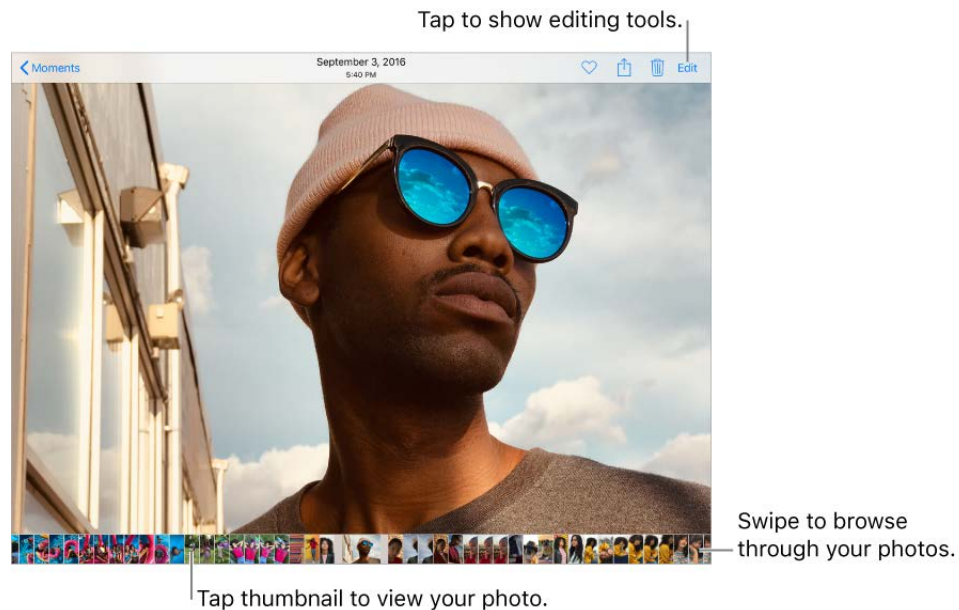 Tap to show editing tools.
Moments
September 3, 2016
5:40 PM
Edit
Swipe to browse
through your photos.
Tap thumbnail to view your photo.